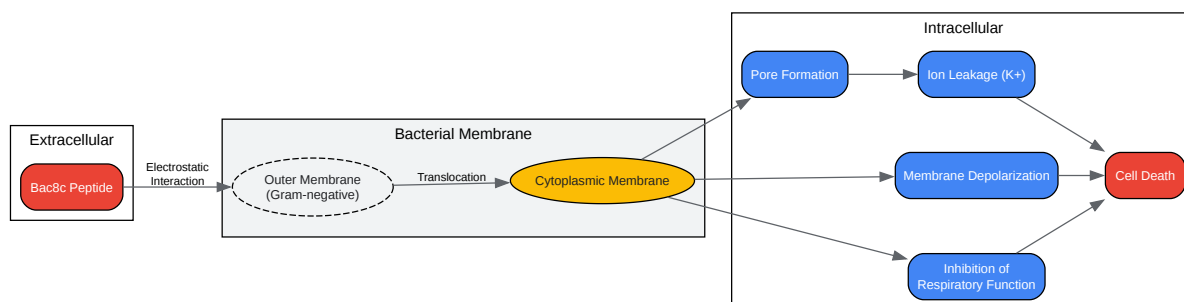 Extracellular
Bac8c Peptide
Electrostatic
Interaction
Bacterial Membrane
Outer Membrane
(Gram-negative)
Translocation
Cytoplasmic Membrane
Intracellular
Pore Formation
Ion Leakage (K+)
Membrane Depolarization
Cell Death
Inhibition of
Respiratory Function